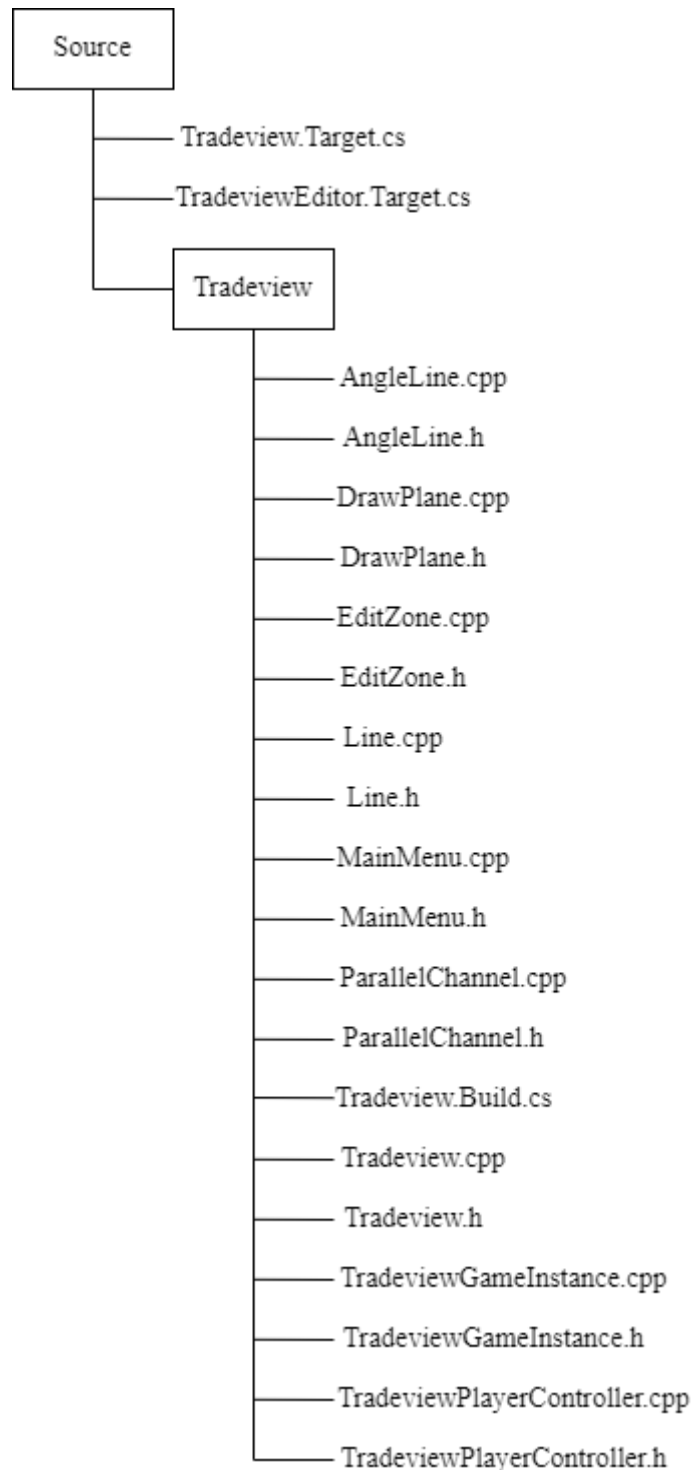 Source
Tradeview.Target.cs
TradeviewEditor.Target.cs
Tradeview
AngleLine.cpp
AngleLine.h
DrawPlane.cpp
DrawPlane.h
EditZone.cpp
EditZone.h
Line.cpp
Line.h
MainMenu.cpp
MainMenu.h
ParallelChannel.cpp
ParallelChannel.h
Tradeview.Build.cs
Tradeview.cpp
Tradeview.h
TradeviewGameInstance.cpp
TradeviewGameInstance.h
TradeviewPlayerController.cpp
TradeviewPlayerController.h